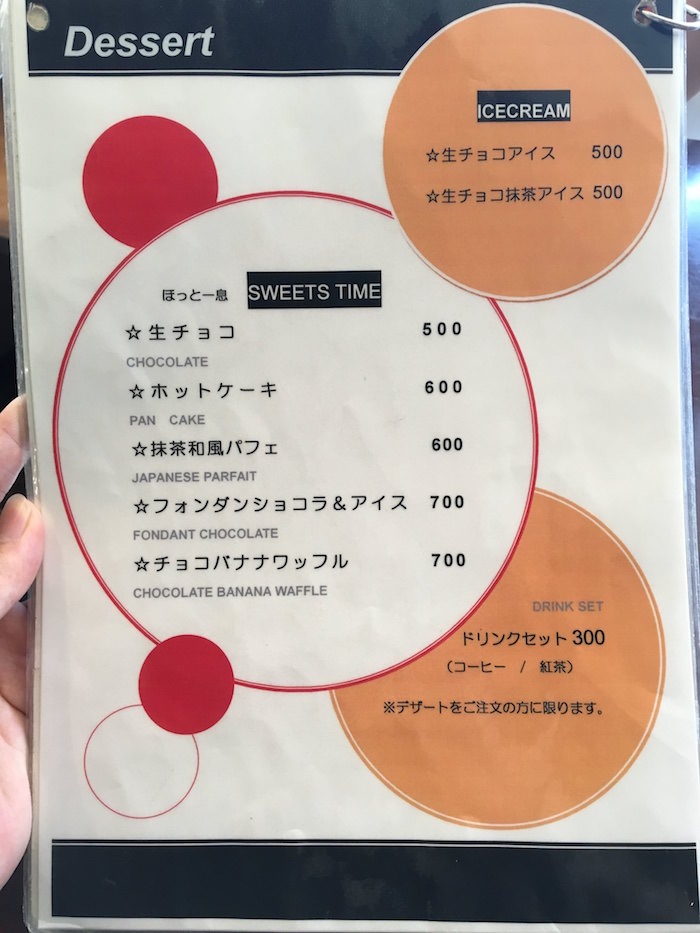 Dessert
ICECREAM
☆生チョコアイス 500
☆生チョコ抹茶アイス 500
ほっと一息 SWEETS TIME
☆生チョコ 500
CHOCOLATE
☆ホットケーキ 600
PAN CAKE
☆抹茶和風パフェ 600
JAPANESE PARFAIT
☆フォンダンショコラ&アイス 700
FONDANT CHOCOLATE
☆チョコバナナワッフル 700
CHOCOLATE BANANA WAFFLE
DRINK SET
ドリンクセット 300
(コーヒー / 紅茶)
※デザートをご注文の方に限ります。